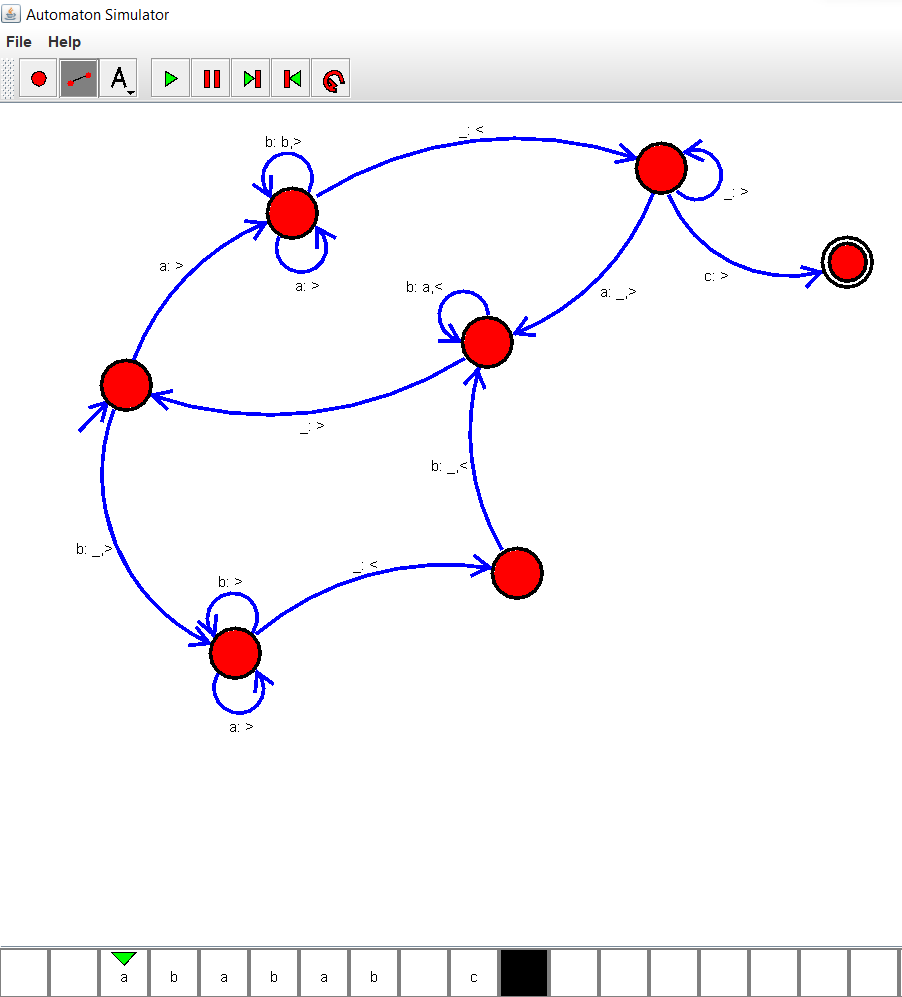 Automaton Simulator
File Help
A
_: <
b: b,>
_: >
a: >
c: >
a: >
b: a,<
a: _,>
_: >
b: _,<
b: _,>
_: <
b: >
a: >
a b a b a b c